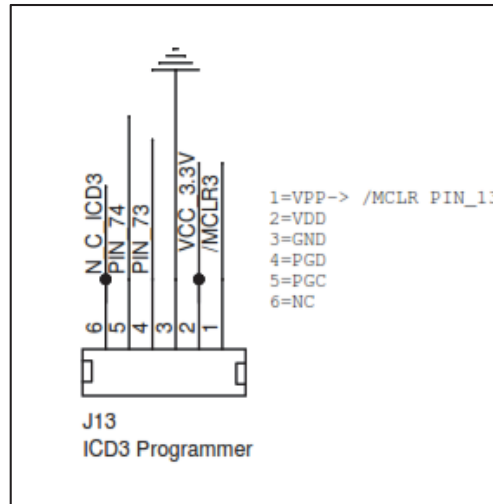 N_C_ICD3
PIN_74
PIN_73
VCC_3.3V
/MCLR3
6
5
4
3
2
1
1=VPP-> /MCLR PIN_13
2=VDD
3=GND
4=PGD
5=PGC
6=NC
J13
ICD3 Programmer